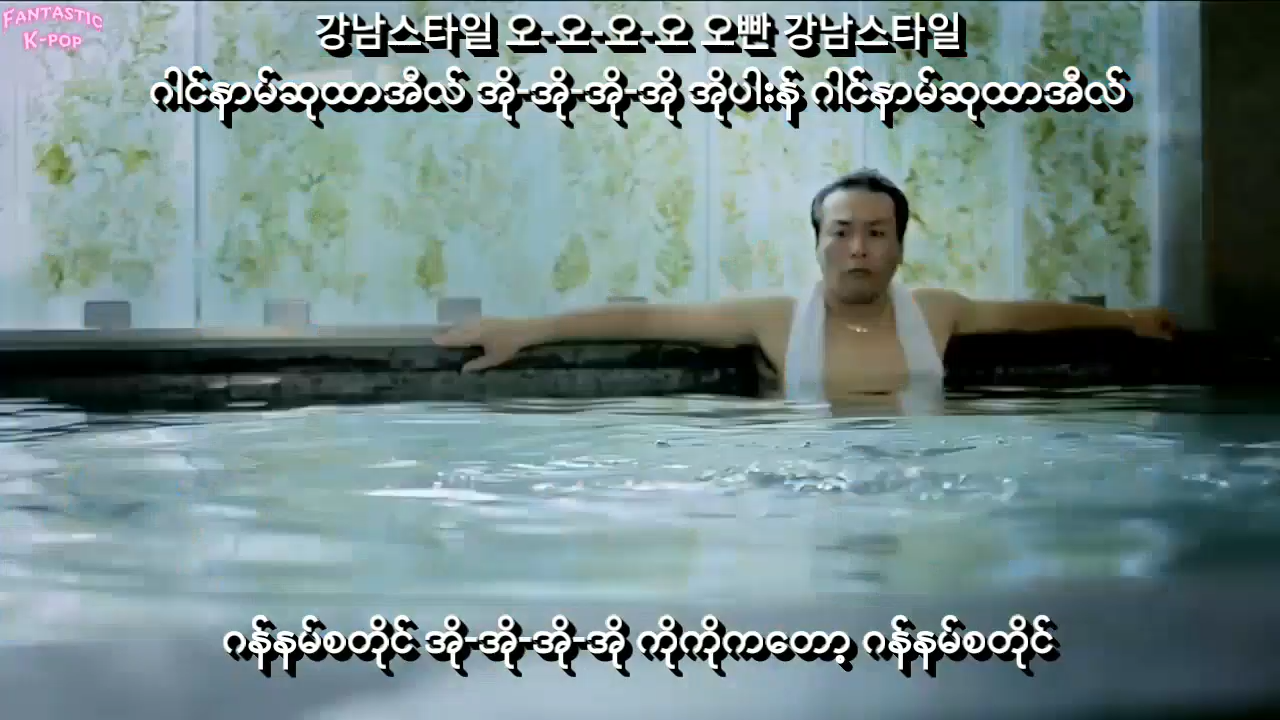 FANTASTIC
K-POP
강남스타일 오-오-오-오 오빤 강남스타일
ဂါင်နာမ်ဆုထာအီလ် အို-အို-အို-အို အိုပါးန် ဂါင်နာမ်ဆုထာအီလ်
ဂန်နမ်စတိုင် အို-အို-အို-အို ကိုကိုကတော့ ဂန်နမ်စတိုင်